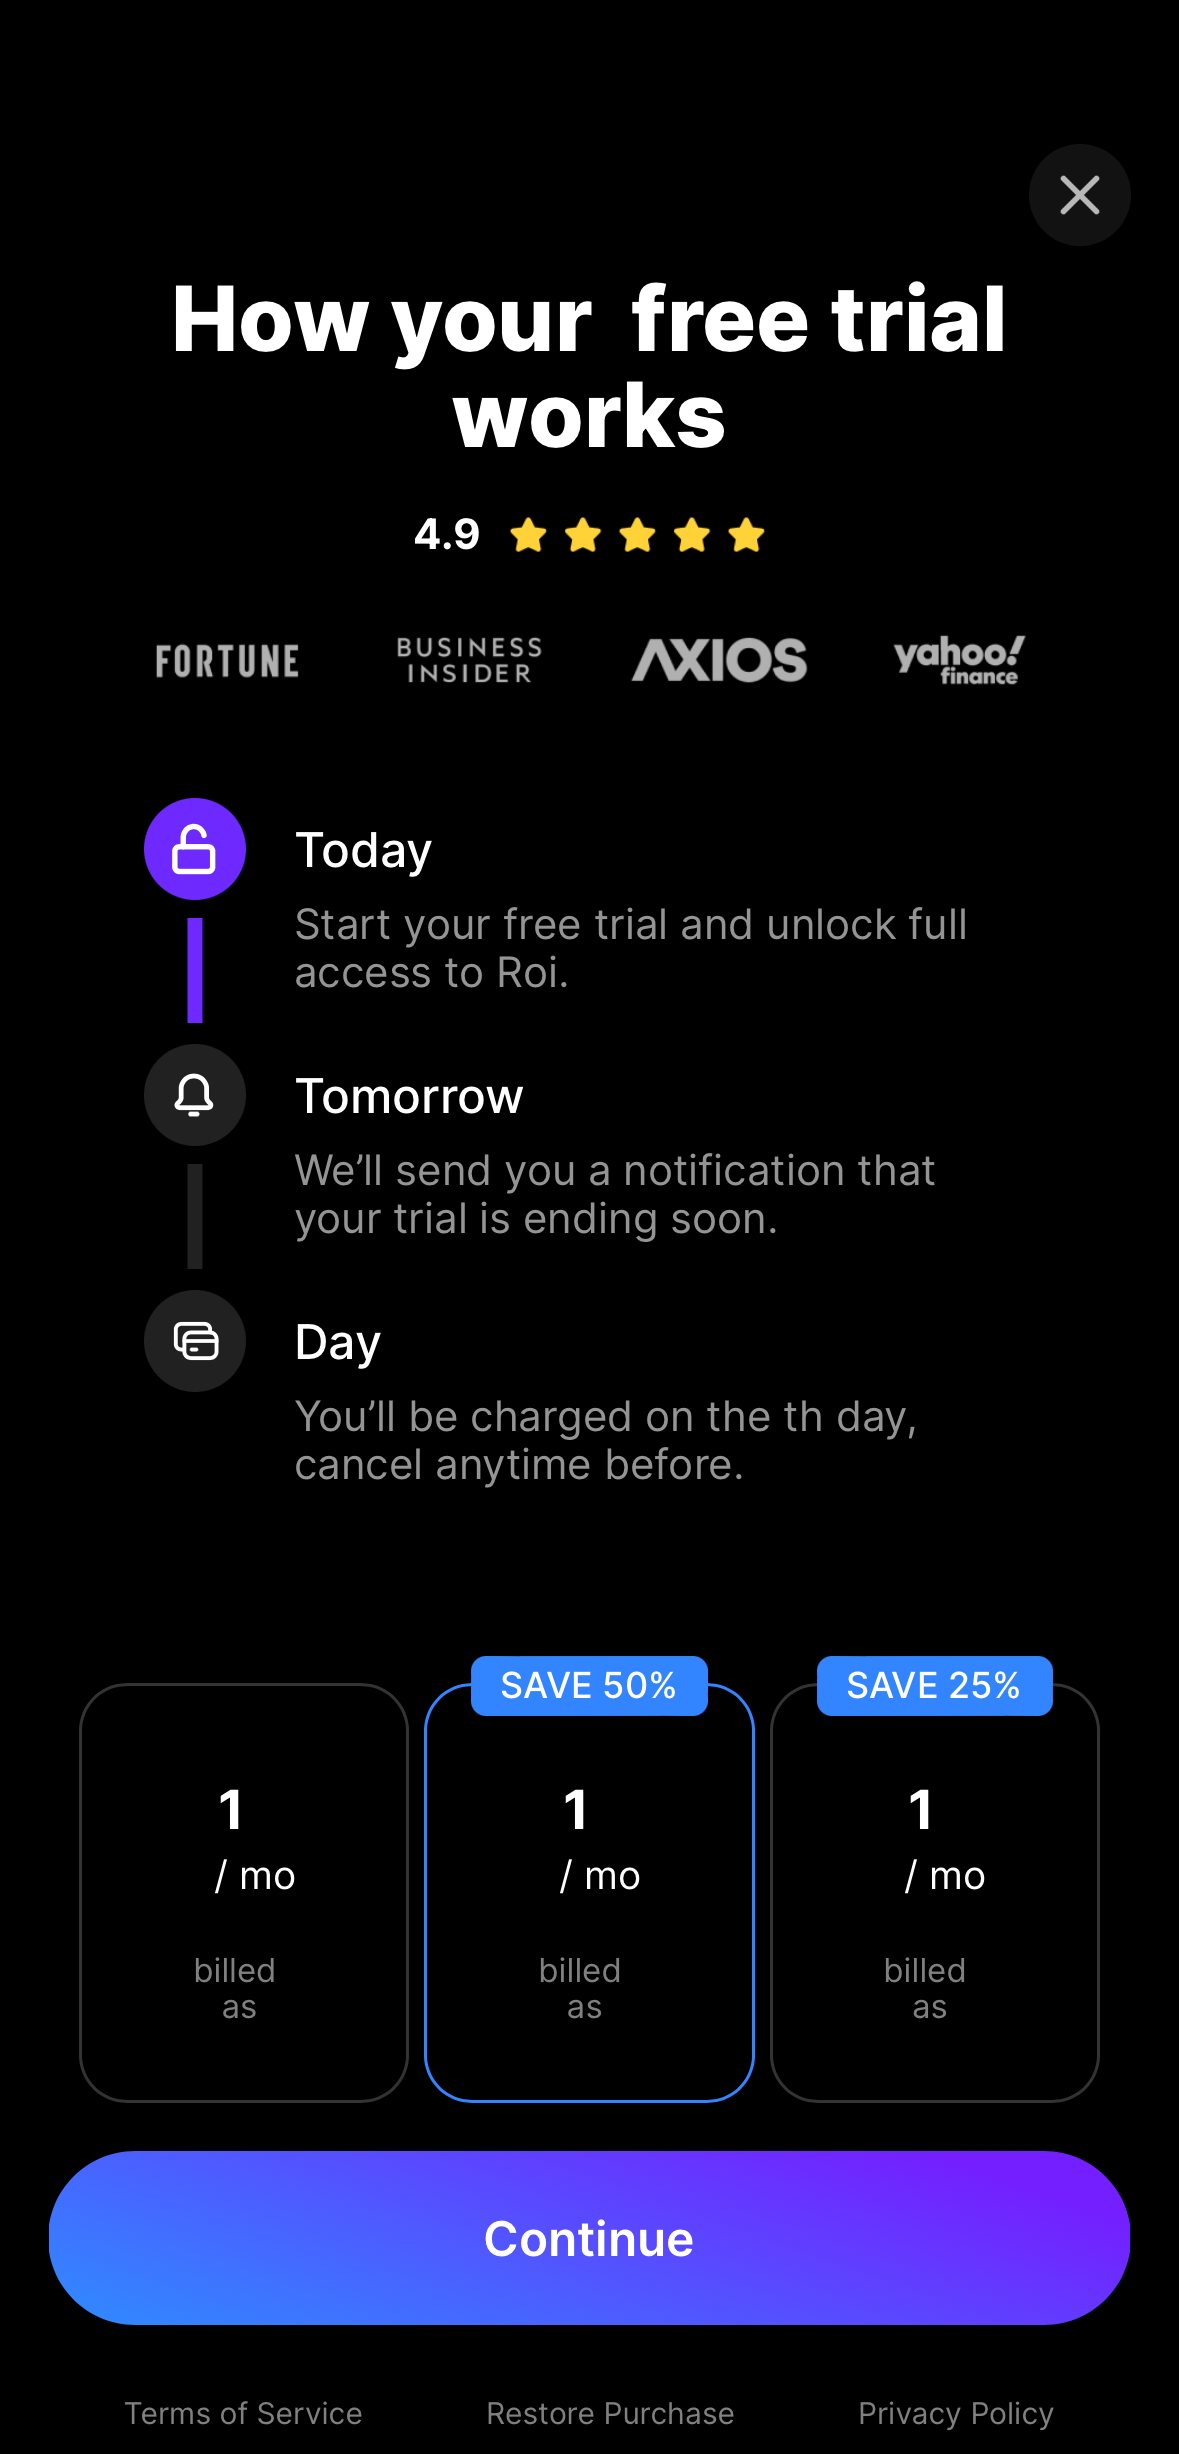 How your  free trial
works
4.9
FORTUNE
BUSINESS
INSIDER
AXIOS
yahoo!
finance
Today
Start your free trial and unlock full
access to Roi.
Tomorrow
We’ll send you a notification that
your trial is ending soon.
Day
You’ll be charged on the th day,
cancel anytime before.
SAVE 50%
SAVE 25%
1
/ mo
billed
as
1
/ mo
billed
as
1
/ mo
billed
as
Continue
Terms of Service
Restore Purchase
Privacy Policy